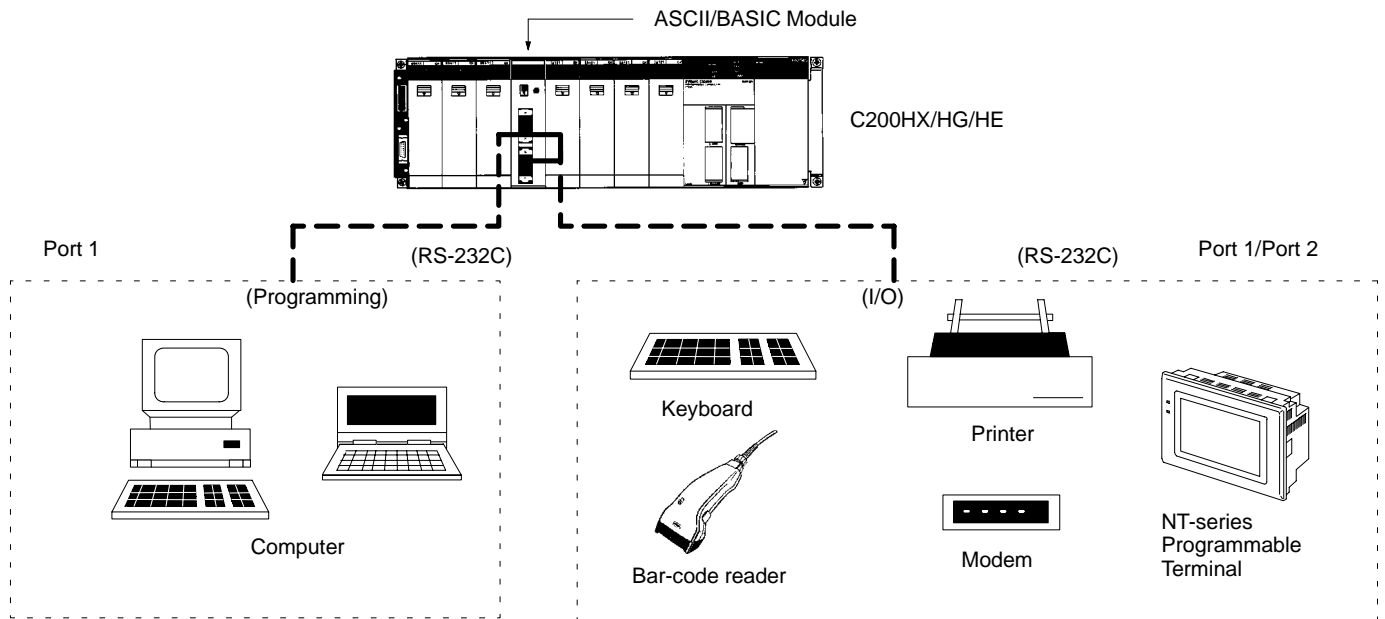 ASCII/BASIC Module
C200HX/HG/HE
Port 1
(RS-232C)
(RS-232C)
Port 1/Port 2
(Programming)
(I/O)
Keyboard
Printer
Computer
Bar-code reader
Modem
NT-series
Programmable
Terminal